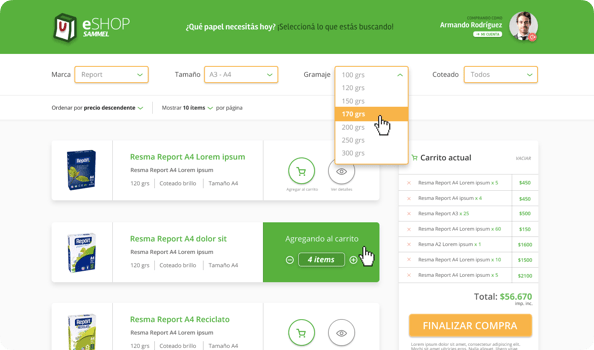 eSHOP
SAMMEL
¿Qué papel necesitás hoy? ¡Seleccioná lo que estás buscando!
COMPRANDO COMO
Armando Rodriguez
Marca
Report
Tamaño
A3 - A4
Gramaje
100 grs
120 grs
150 grs
170 grs
200 grs
250 grs
300 grs
Coteado
Todos
Ordenar por precio descendente
Mostrar 10 items por página
Resma Report A4 Lorem ipsum
Resma Report A4 Lorem ipsum
120 grs
Coteado brillo
Tamaño A4
Agregar al carrito
Ver detalles
Report
Resma Report A4 dolor sit
Resma Report A4 Lorem ipsum
120 grs
Coteado brillo
Tamaño A4
Agregando al carrito
4 items
Report
Resma Report A4 Reciclato
Resma Report A4 Lorem ipsum
120 grs
Coteado brillo
Tamaño A4
Report
Carrito actual
VACIAR
× Resma Report A4 Lorem ipsum x 5 $450
× Resma Report A4 ipsum x 4 $450
× Resma Report A3 x 25 $500
× Resma Report A4 Lorem ipsum x 60 $150
× Resma A2 Lorem ipsum x 1 $1600
× Resma Report A4 Lorem ipsum x 10 $1500
× Resma Report A4 Lorem ipsum x 9 $2100
Total: $56.670
imp. inc.
FINALIZAR COMPRA
Lorem ipsum dolor sit amet, consectetur